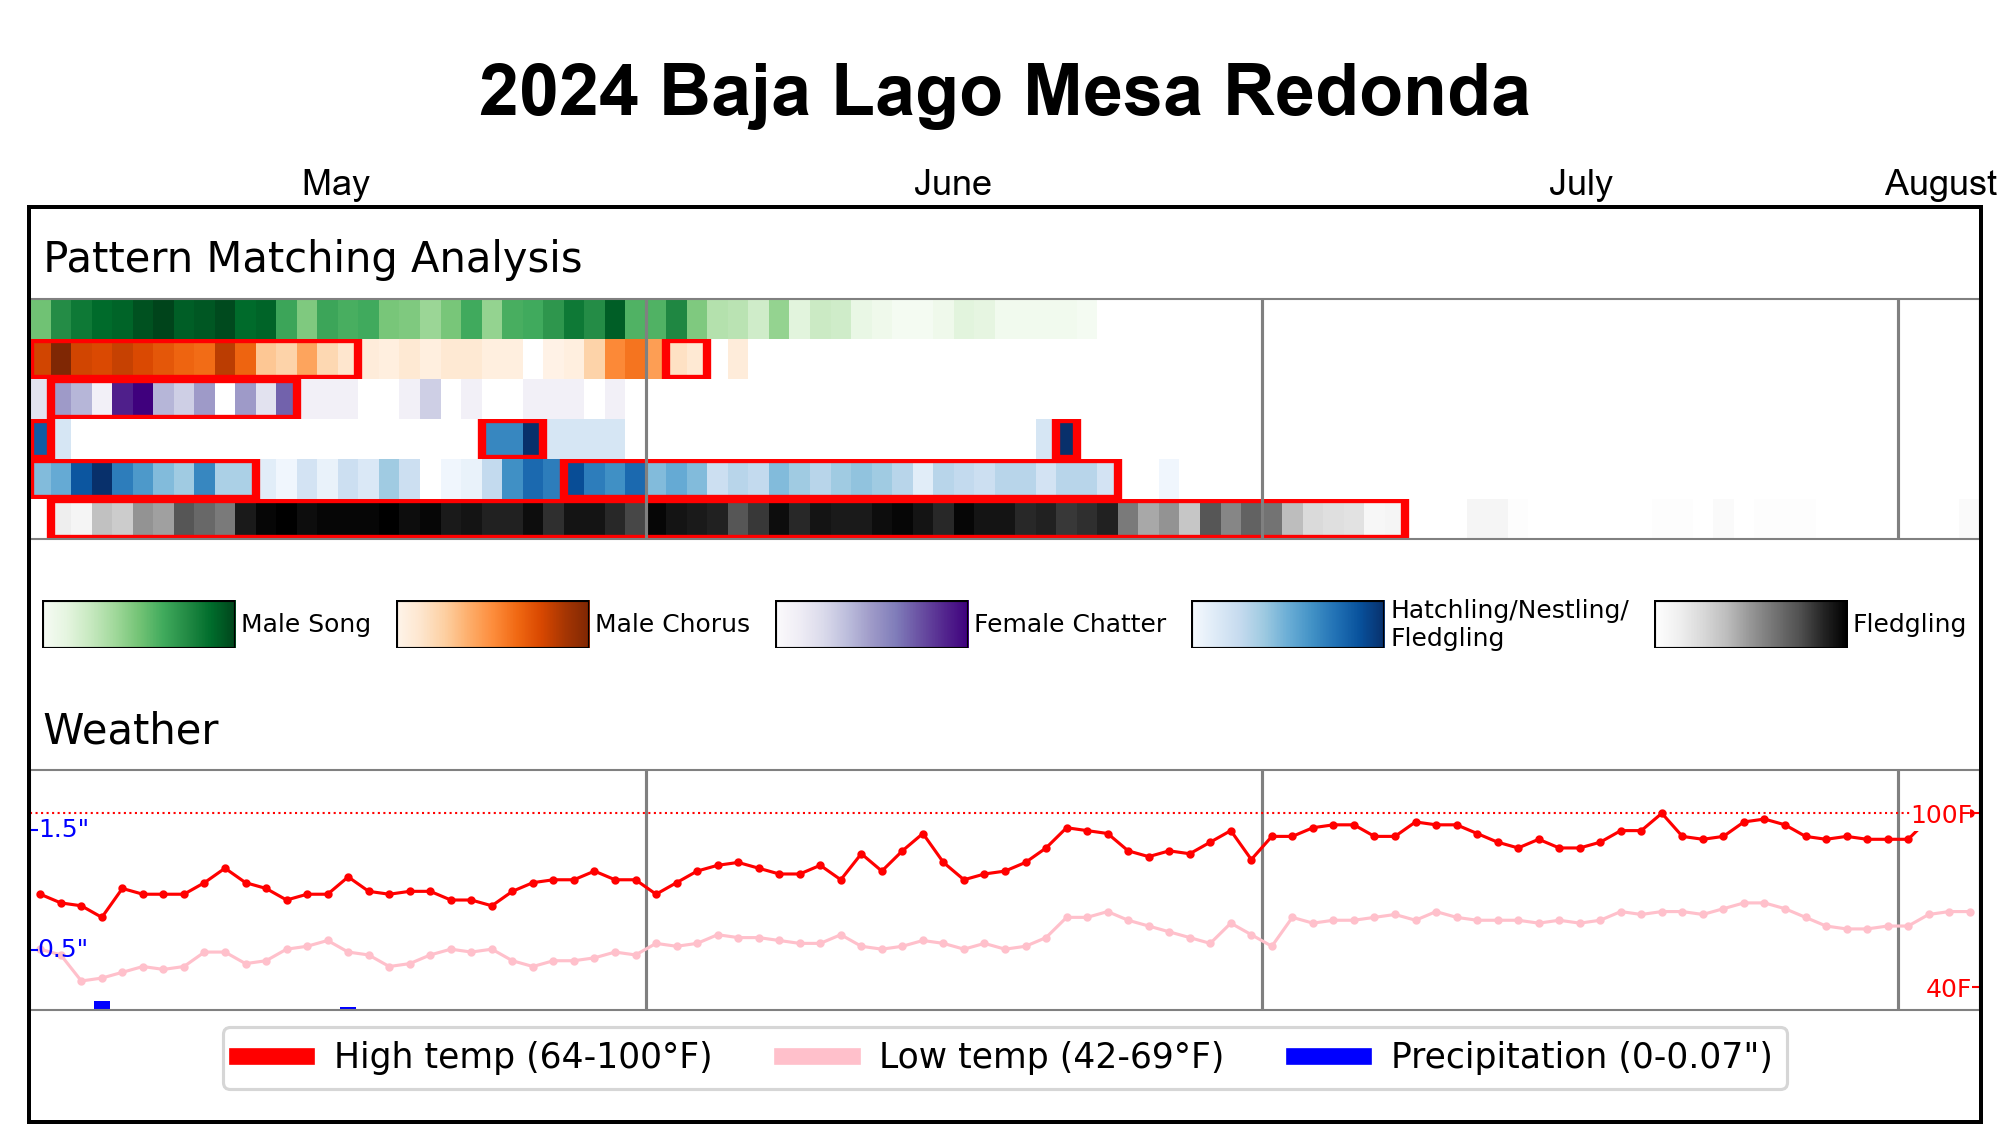 2024 Baja Lago Mesa Redonda
May June July August
Pattern Matching Analysis
Male Song Male Chorus Female Chatter Hatchling/Nestling/
Fledgling Fledgling
Weather
1.5" 100F
0.5" 40F
High temp (64-100°F) Low temp (42-69°F) Precipitation (0-0.07")